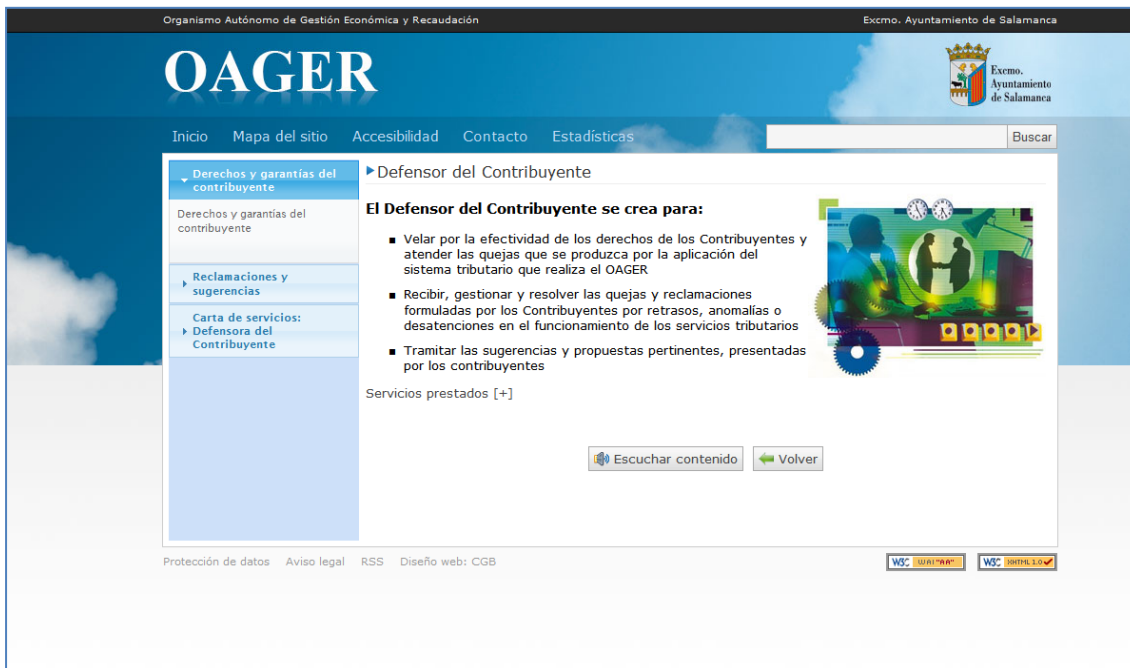 Organismo Autónomo de Gestión Económica y Recaudación
Excmo. Ayuntamiento de Salamanca
OAGER
Excmo.
Ayuntamiento
de Salamanca
Inicio Mapa del sitio Accesibilidad Contacto Estadísticas
Buscar
Derechos y garantías del
contribuyente
Derechos y garantías del
contribuyente
Reclamaciones y
sugerencias
Carta de servicios:
Defensora del
Contribuyente
Defensor del Contribuyente
El Defensor del Contribuyente se crea para:
Velar por la efectividad de los derechos de los Contribuyentes y
atender las quejas que se produzca por la aplicación del
sistema tributario que realiza el OAGER
Recibir, gestionar y resolver las quejas y reclamaciones
formuladas por los Contribuyentes por retrasos, anomalías o
desatenciones en el funcionamiento de los servicios tributarios
Tramitar las sugerencias y propuestas pertinentes, presentadas
por los contribuyentes
Servicios prestados [+]
Escuchar contenido
Volver
Protección de datos Aviso legal RSS Diseño web: CGB
W3C WAI-"AA"
W3C XHTML 1.0